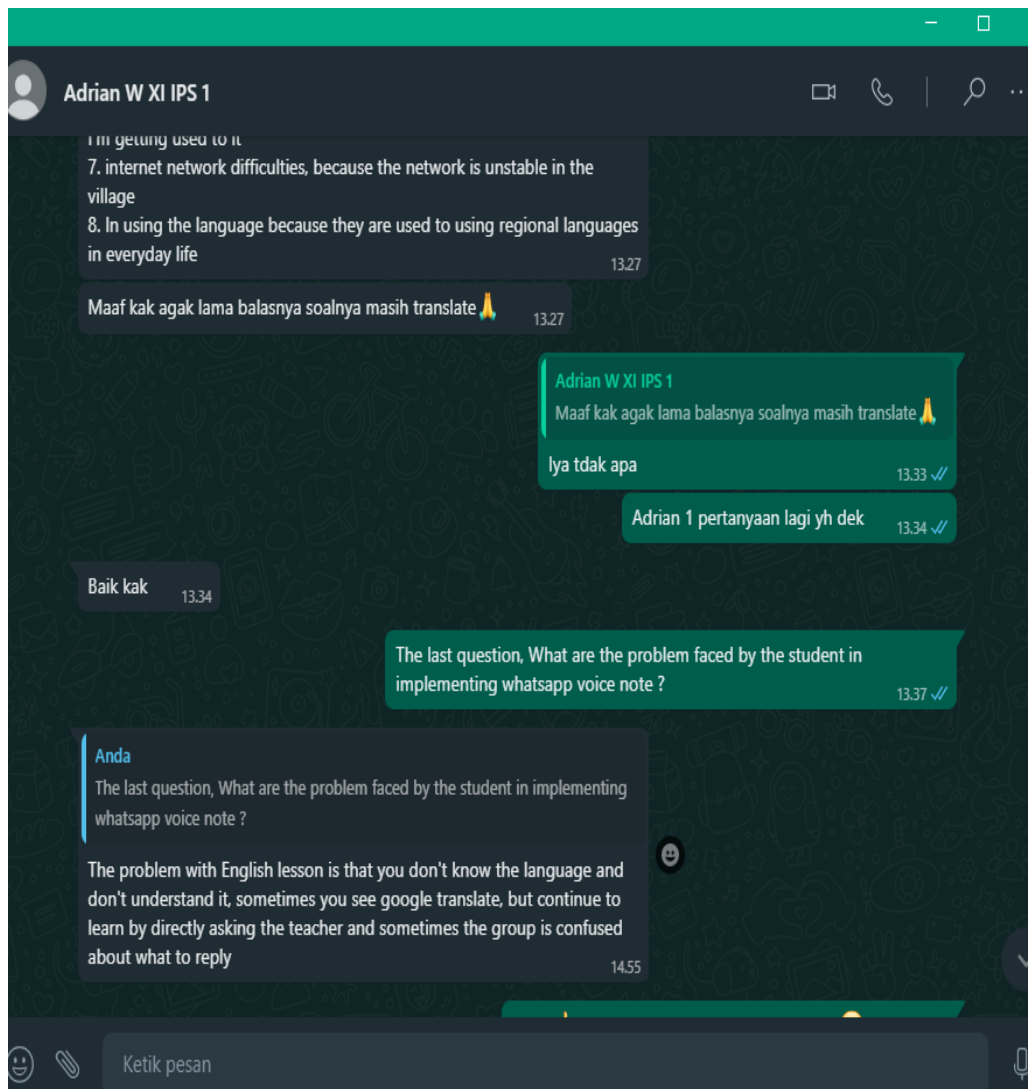 Adrian W XI IPS 1
I'm getting used to it
7. internet network difficulties, because the network is unstable in the
village
8. In using the language because they are used to using regional languages
in everyday life
13.27
Maaf kak agak lama balasnya soalnya masih translate🙏
13.27
Adrian W XI IPS 1
Maaf kak agak lama balasnya soalnya masih translate🙏
Iya tdak apa
13.33
Adrian 1 pertanyaan lagi yh dek
13.34
Baik kak
13.34
The last question, What are the problem faced by the student in
implementing whatsapp voice note ?
13.37
Anda
The last question, What are the problem faced by the student in implementing
whatsapp voice note ?
The problem with English lesson is that you don't know the language and
don't understand it, sometimes you see google translate, but continue to
learn by directly asking the teacher and sometimes the group is confused
about what to reply
14.55
Ketik pesan